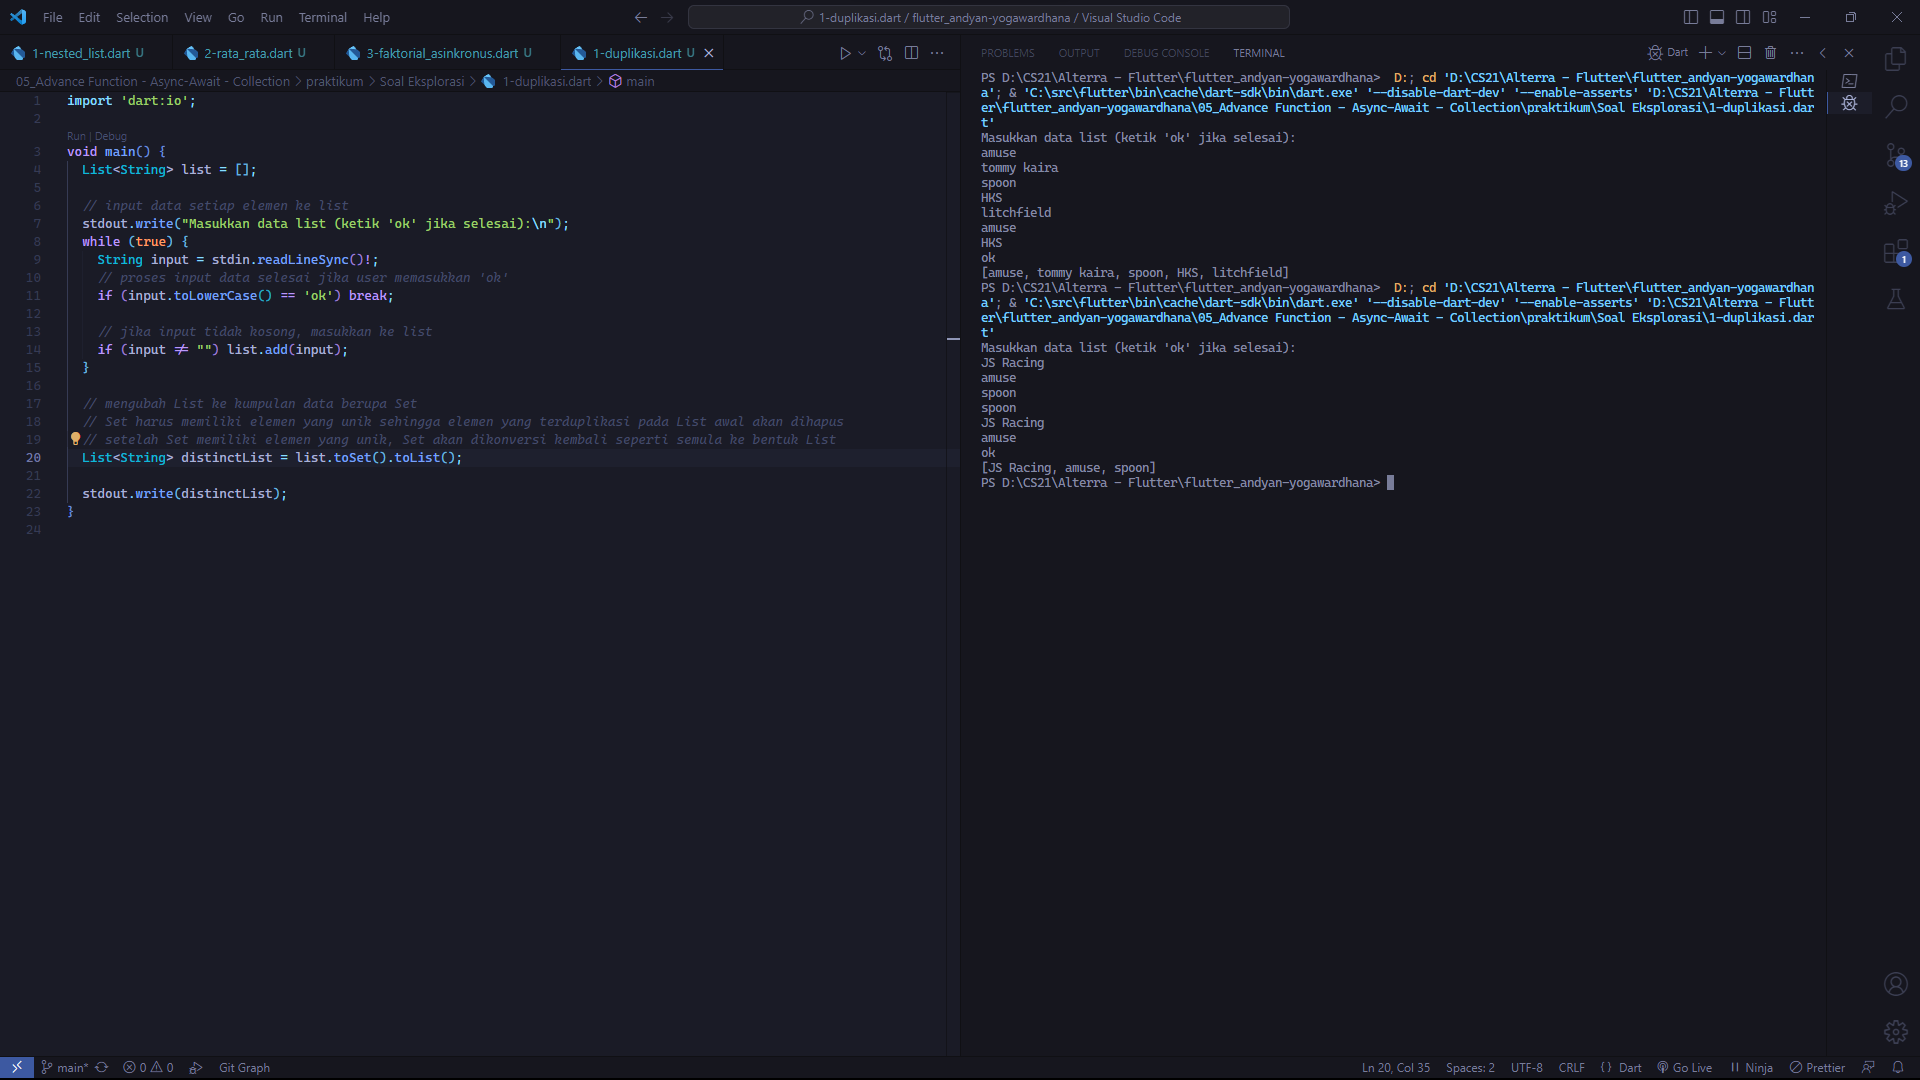 File Edit Selection View Go Run Terminal Help
1-duplikasi.dart / flutter_andyan-yogawardhana / Visual Studio Code
1-nested_list.dart U 2-rata_rata.dart U 3-faktorial_asinkronus.dart U 1-duplikasi.dart U
05_Advance Function - Async-Await - Collection > praktikum > Soal Eksplorasi > 1-duplikasi.dart > main
1 import 'dart:io';
2
Run | Debug
3 void main() {
4 List<String> list = [];
5
6 // input data setiap elemen ke list
7 stdout.write("Masukkan data list (ketik 'ok' jika selesai):\n");
8 while (true) {
9 String input = stdin.readLineSync()!;
10 // proses input data selesai jika user memasukkan 'ok'
11 if (input.toLowerCase() == 'ok') break;
12
13 // jika input tidak kosong, masukkan ke list
14 if (input != "") list.add(input);
15 }
16
17 // mengubah List ke kumpulan data berupa Set
18 // Set harus memiliki elemen yang unik sehingga elemen yang terduplikasi pada List awal akan dihapus
19 // setelah Set memiliki elemen yang unik, Set akan dikonversi kembali seperti semula ke bentuk List
20 List<String> distinctList = list.toSet().toList();
21
22 stdout.write(distinctList);
23 }
24
PROBLEMS OUTPUT DEBUG CONSOLE TERMINAL
Dart
PS D:\CS21\Alterra - Flutter\flutter_andyan-yogawardhana> D:; cd 'D:\CS21\Alterra - Flutter\flutter_andyan-yogawardhan
a'; & 'C:\src\flutter\bin\cache\dart-sdk\bin\dart.exe' '--disable-dart-dev' '--enable-asserts' 'D:\CS21\Alterra - Flutt
er\flutter_andyan-yogawardhana\05_Advance Function - Async-Await - Collection\praktikum\Soal Eksplorasi\1-duplikasi.dar
t'
Masukkan data list (ketik 'ok' jika selesai):
amuse
tommy kaira
spoon
HKS
litchfield
amuse
HKS
ok
[amuse, tommy kaira, spoon, HKS, litchfield]
PS D:\CS21\Alterra - Flutter\flutter_andyan-yogawardhana> D:; cd 'D:\CS21\Alterra - Flutter\flutter_andyan-yogawardhan
a'; & 'C:\src\flutter\bin\cache\dart-sdk\bin\dart.exe' '--disable-dart-dev' '--enable-asserts' 'D:\CS21\Alterra - Flutt
er\flutter_andyan-yogawardhana\05_Advance Function - Async-Await - Collection\praktikum\Soal Eksplorasi\1-duplikasi.dar
t'
Masukkan data list (ketik 'ok' jika selesai):
JS Racing
amuse
spoon
spoon
JS Racing
amuse
ok
[JS Racing, amuse, spoon]
PS D:\CS21\Alterra - Flutter\flutter_andyan-yogawardhana>
13
1
main* 0 0 Git Graph
Ln 20, Col 35 Spaces: 2 UTF-8 CRLF { } Dart Go Live Ninja Prettier